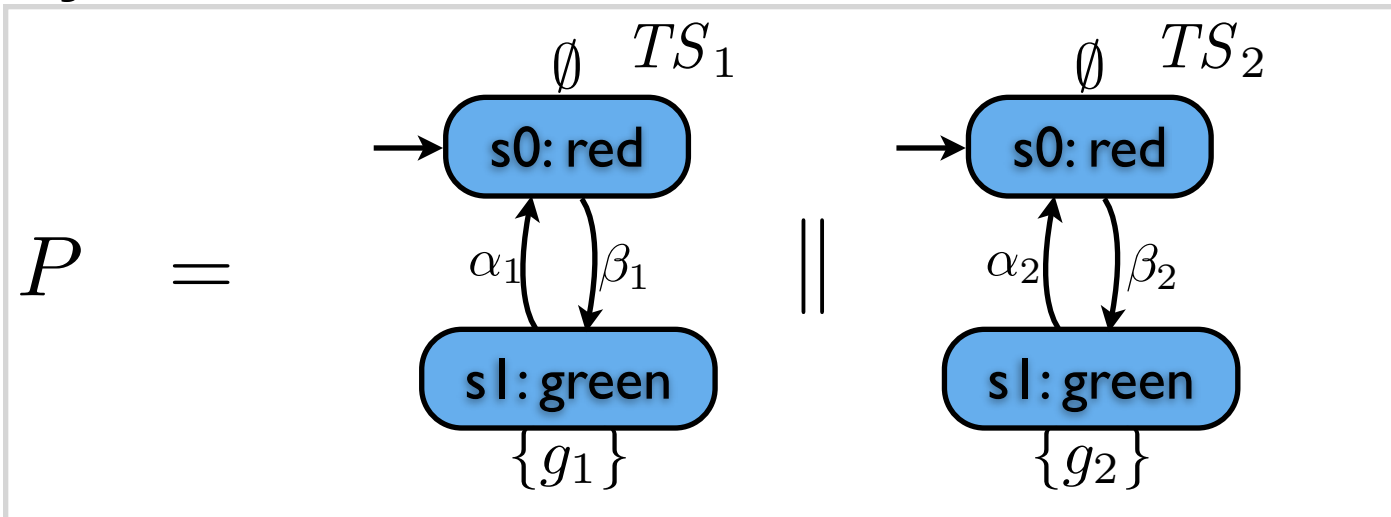 ∅ TS₁ ∅ TS₂
s0: red s0: red
P = α₁ β₁ || α₂ β₂
s1: green s1: green
{g₁} {g₂}